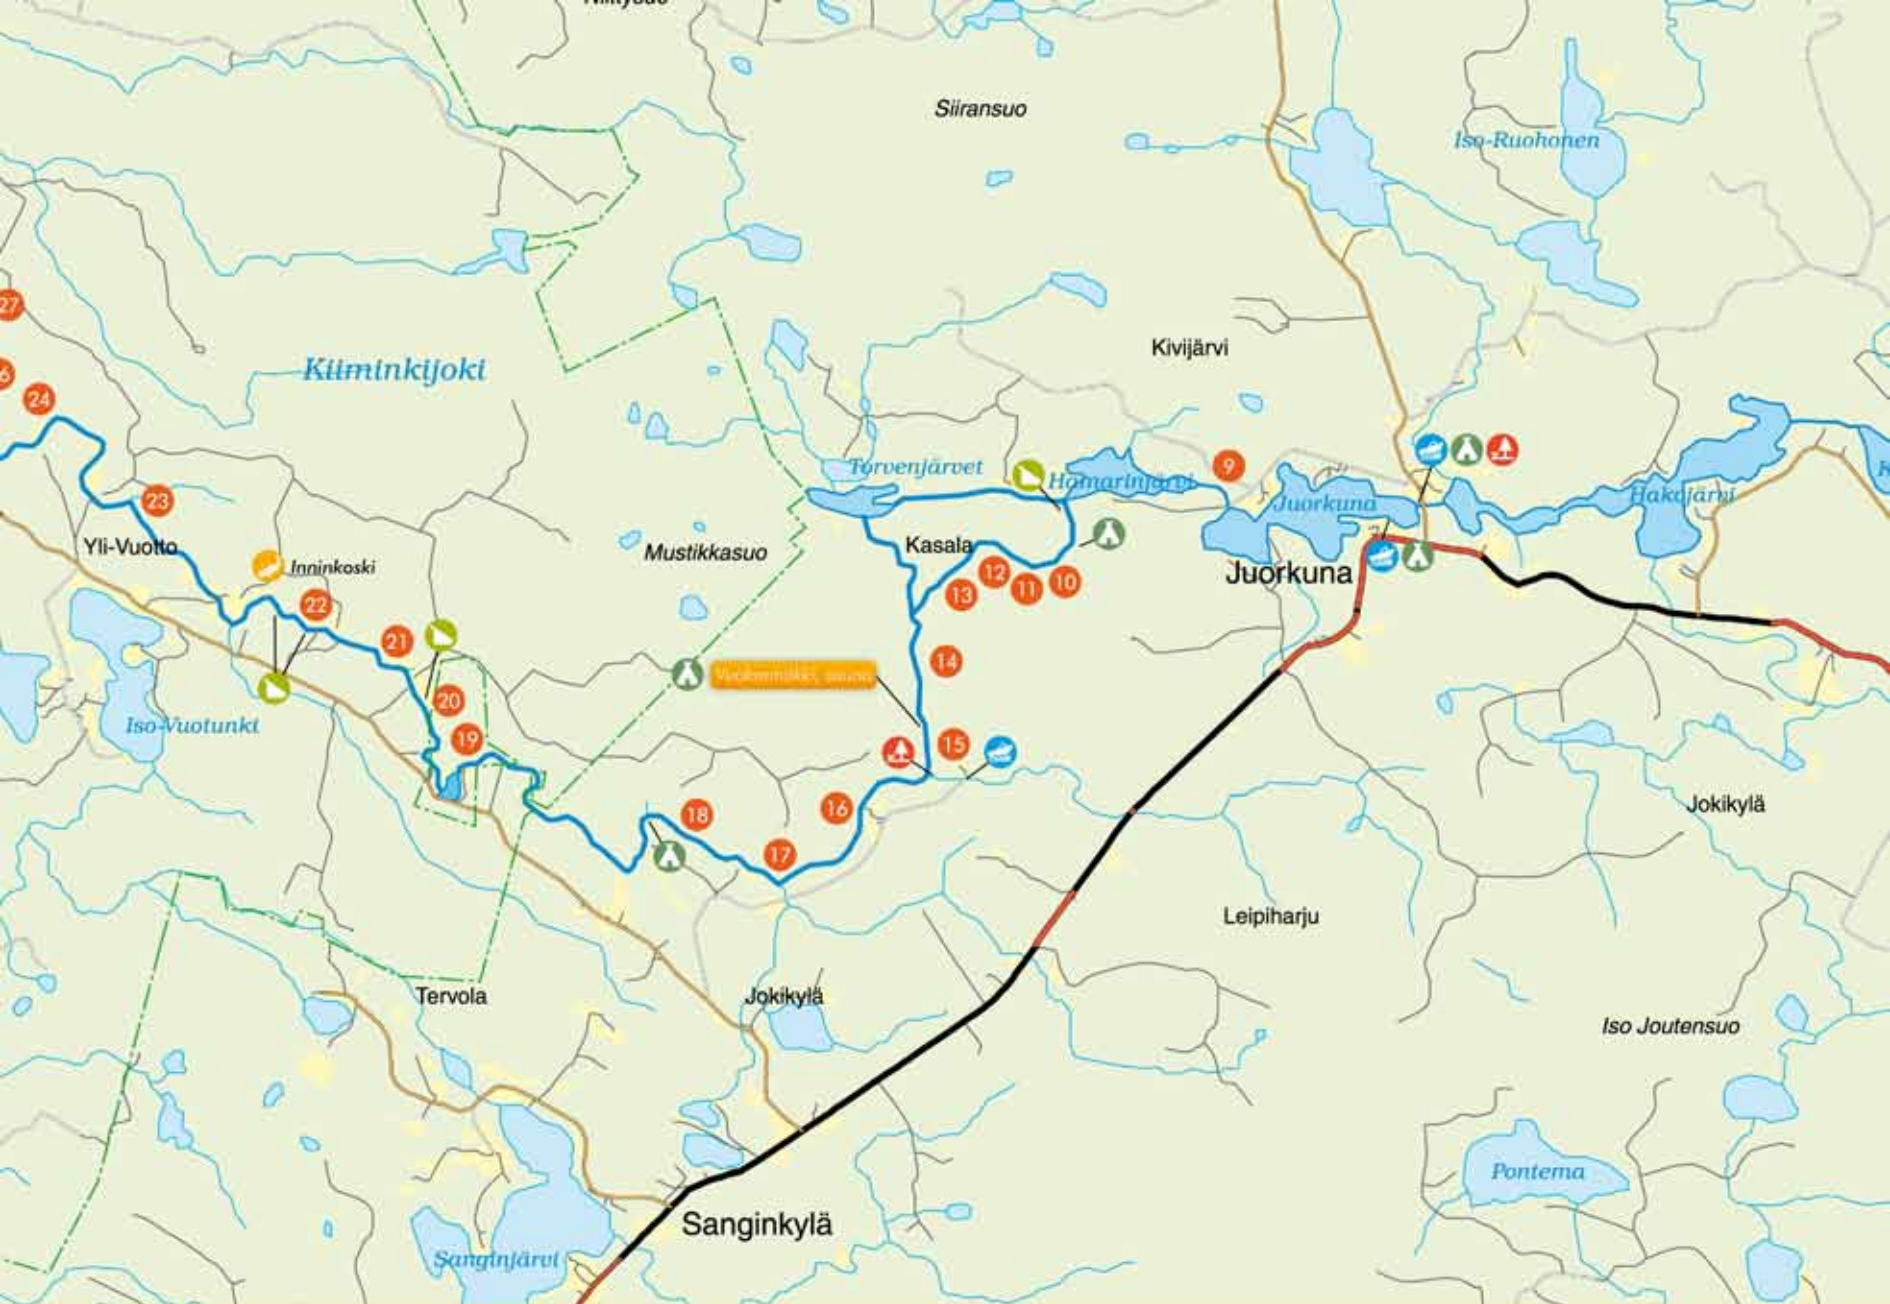 Siiransuo
Iso-Ruohonen
27
Kivijärvi
Kiiminkijoki
24
9
Torvenjärvet
Hamarinjärvi
Juorkuna
Hakojärvi
23
Yli-Vuotto
Mustikkasuo
Kasala
Inninkoski
12
13
11
10
Juorkuna
22
21
14
20
Iso-Vuotunki
19
15
18
16
17
Jokikylä
Leipiharju
Tervola
Jokikylä
Iso Joutensuo
Pontema
Sanginkylä
Sanginjärvi